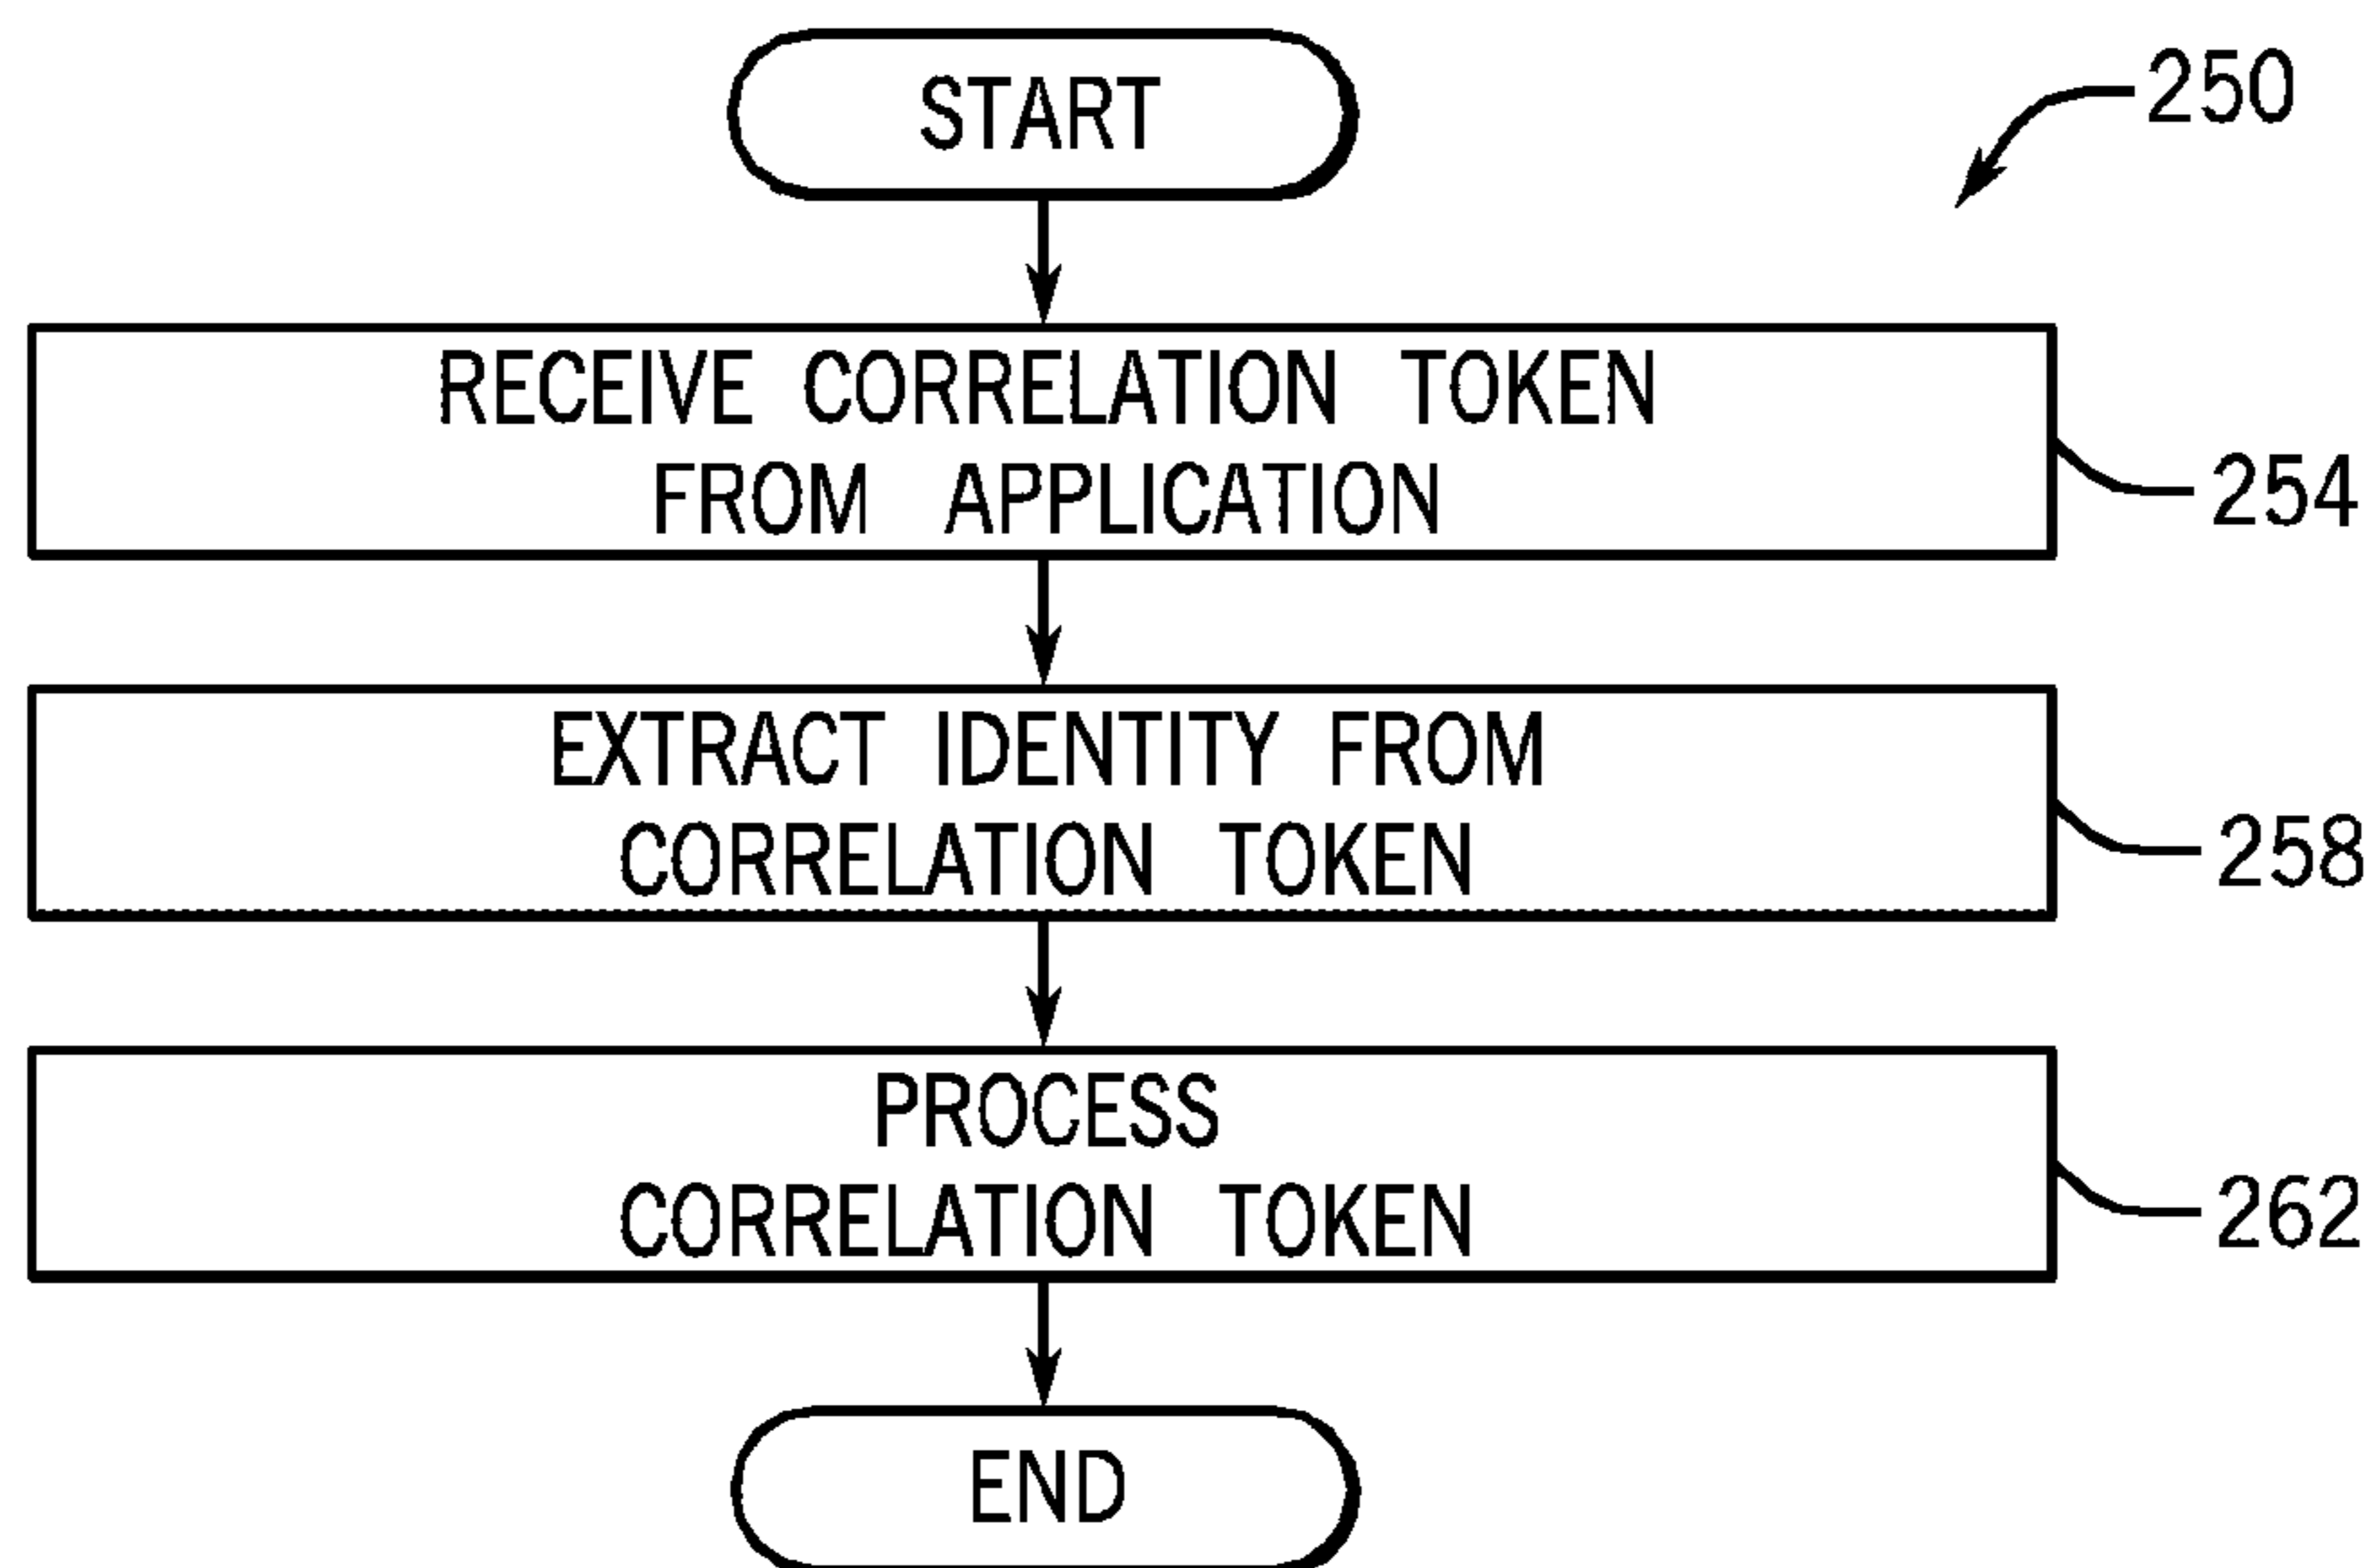 START
250
RECEIVE CORRELATION TOKEN
FROM APPLICATION
254
EXTRACT IDENTITY FROM
CORRELATION TOKEN
258
PROCESS
CORRELATION TOKEN
262
END